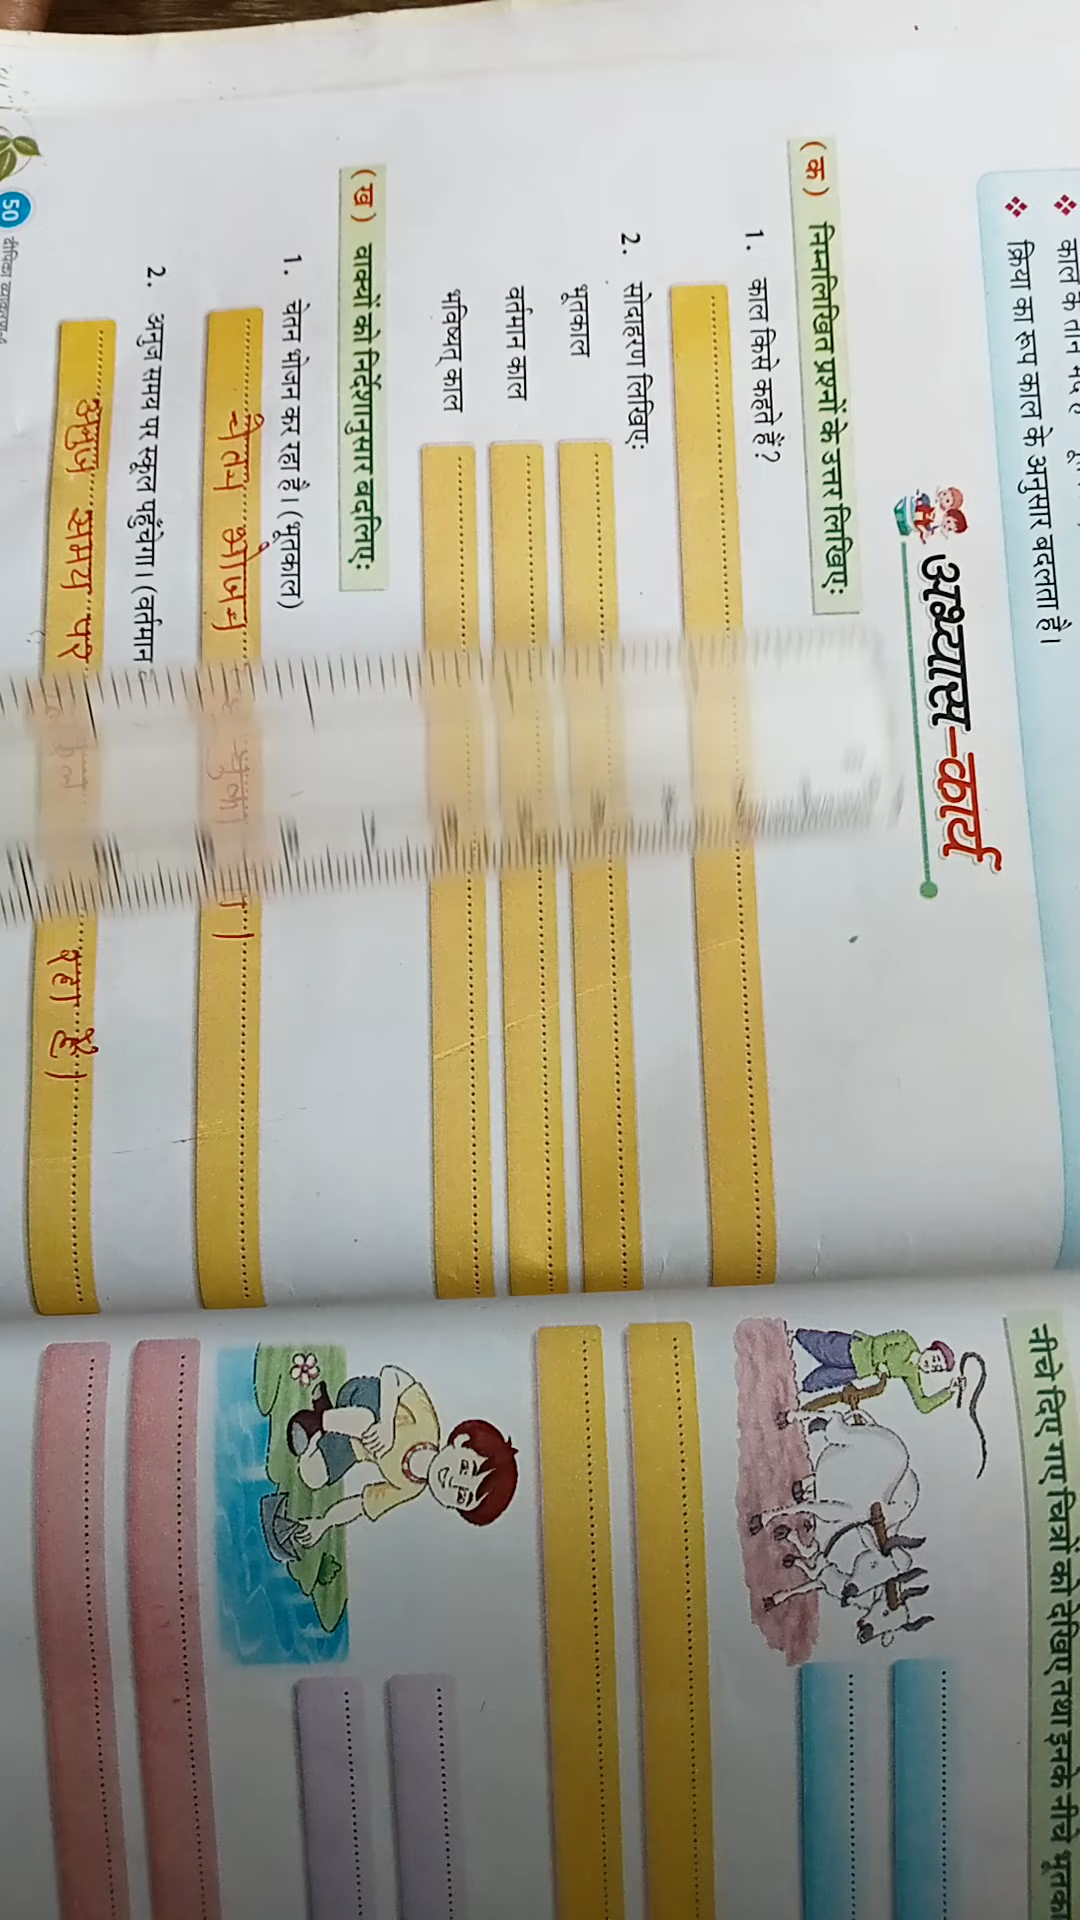 ❖ काल के तीन
❖ क्रिया का रूप काल के अनुसार बदलता है।
अभ्यास-कार्य
(क) निम्नलिखित प्रश्नों के उत्तर लिखिए:
1. काल किसे कहते हैं?
2. सोदाहरण लिखिए:
भूतकाल
वर्तमान काल
भविष्यत् काल
(ख) वाक्यों को निर्देशानुसार बदलिए:
1. चेतन भोजन कर रहा है। (भूतकाल)
चेतन भोजन चुका ।
2. अनुज समय पर स्कूल पहुँचेगा। (वर्तमान
अनुज समय पर रहा है।
50
नीचे दिए गए चित्रों को देखिए तथा इनके नीचे भूतका